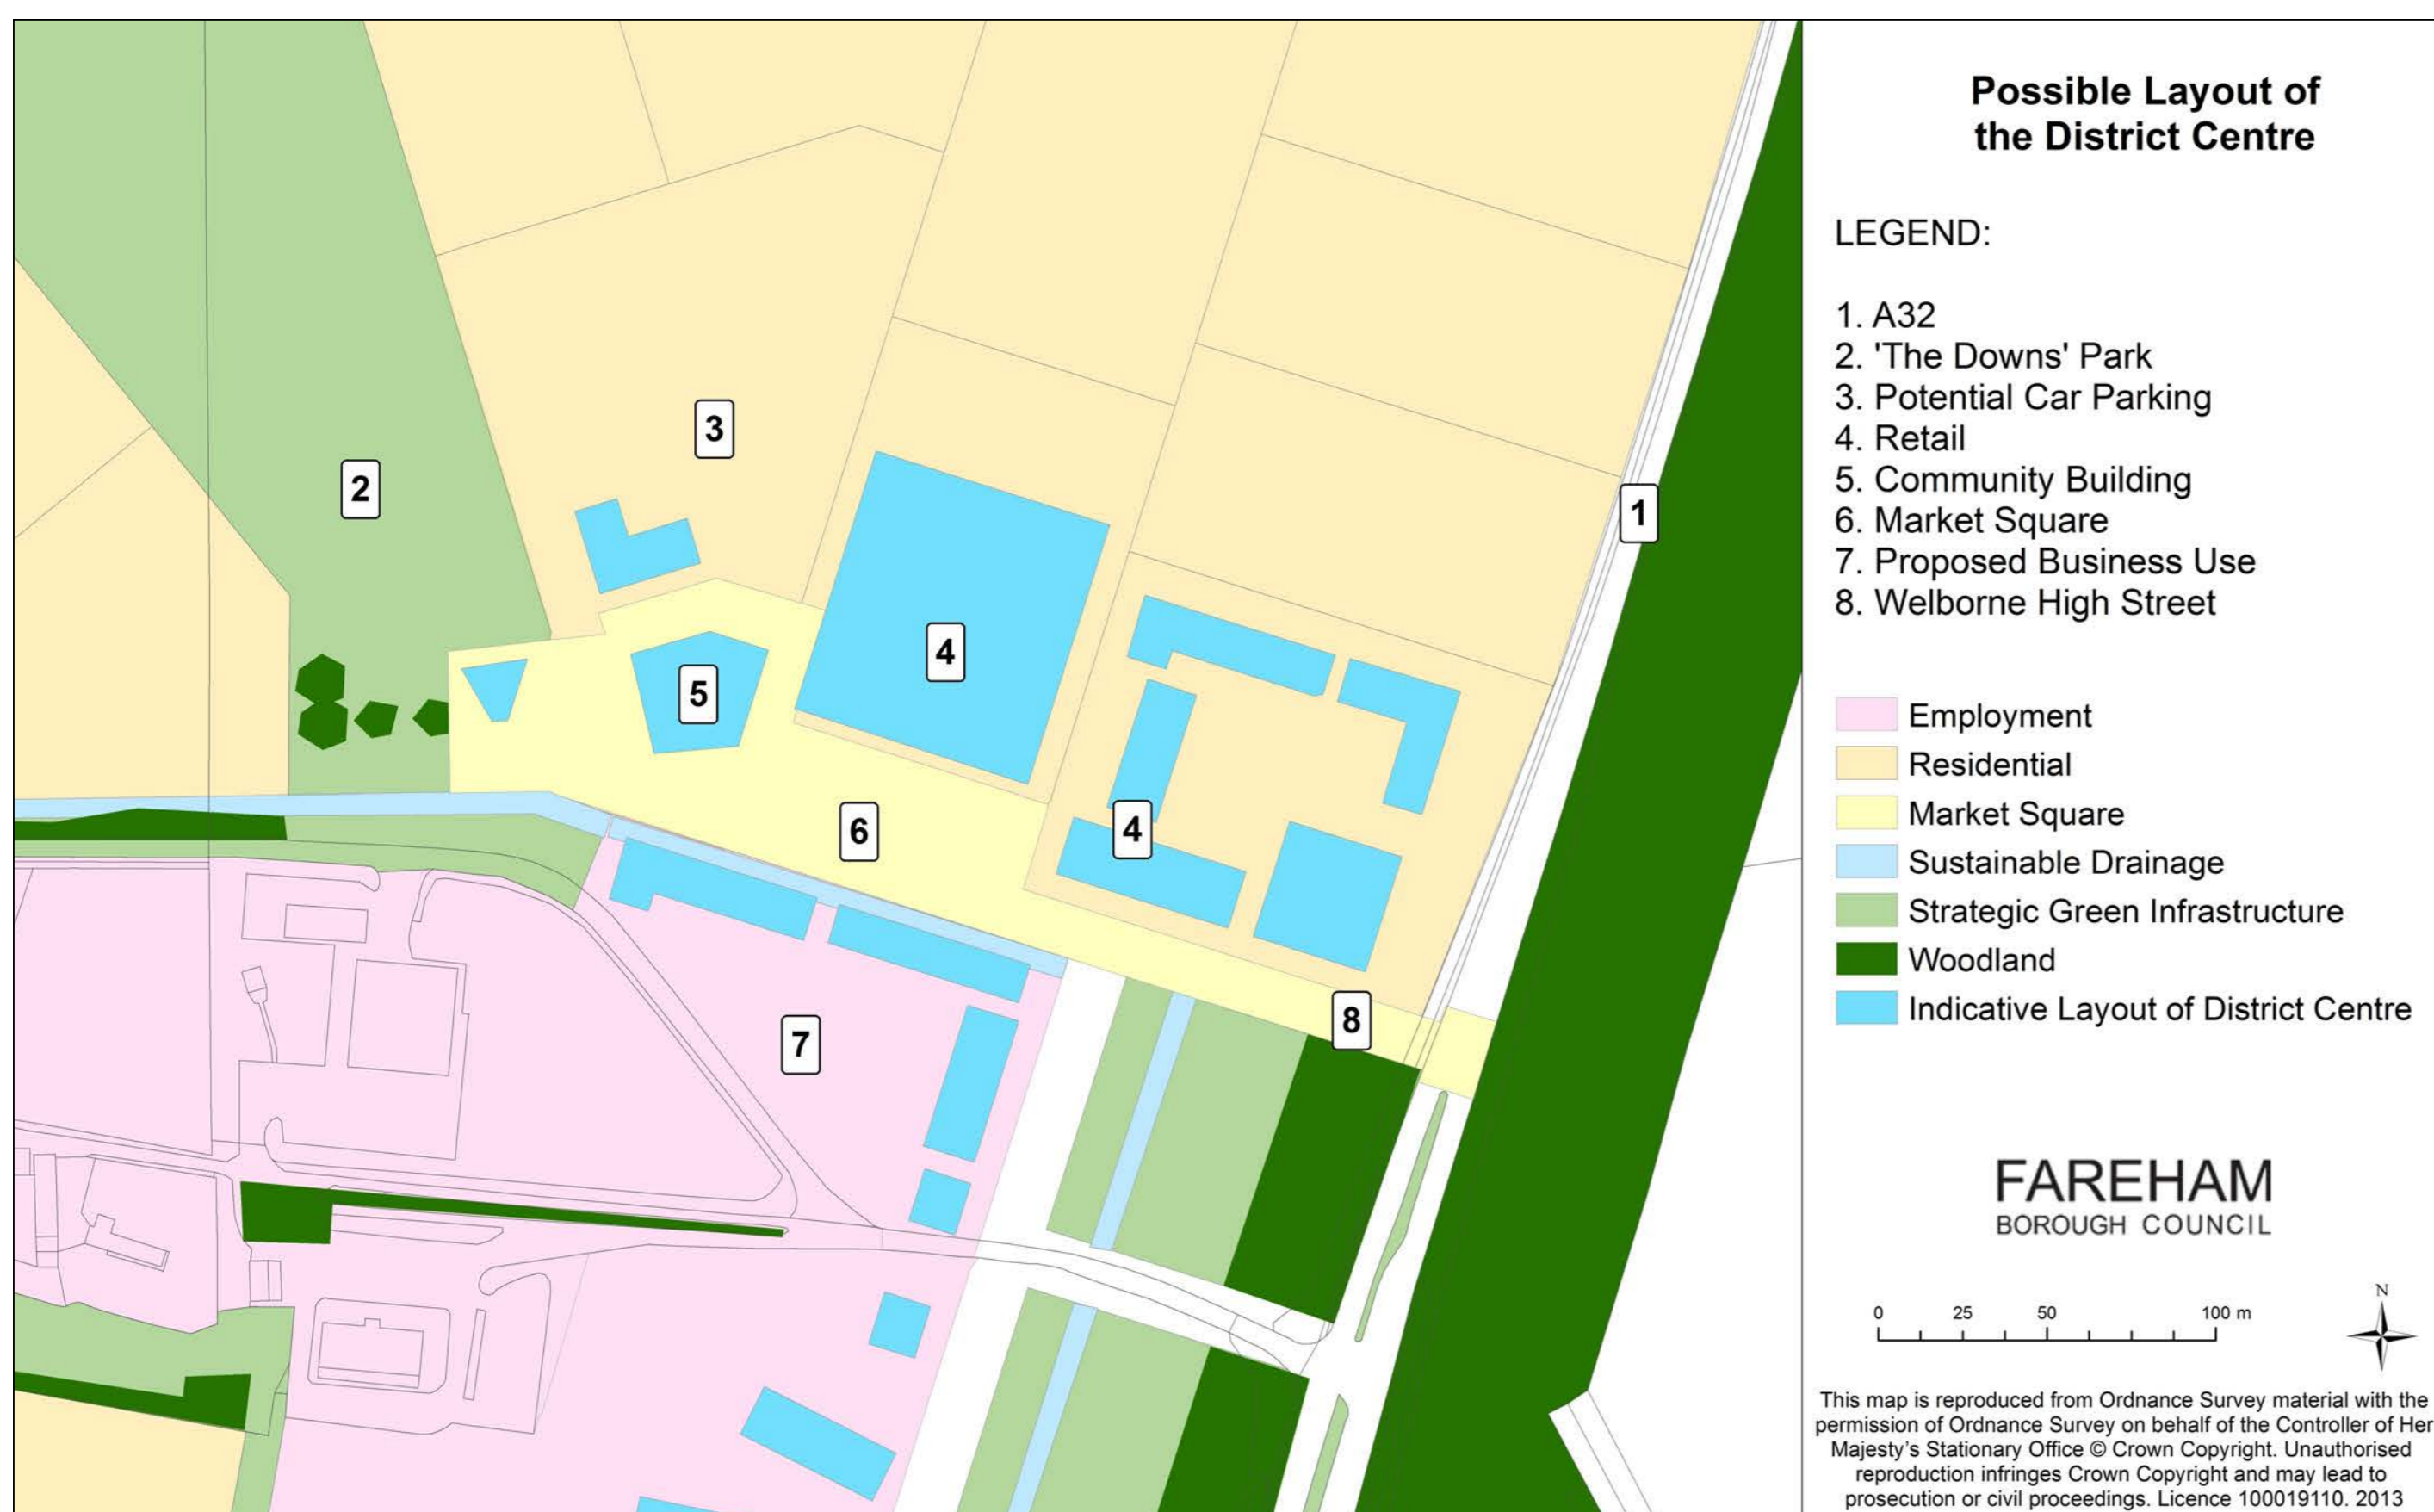 Possible Layout of
the District Centre
LEGEND:
1. A32
2. 'The Downs' Park
3. Potential Car Parking
4. Retail
5. Community Building
6. Market Square
7. Proposed Business Use
8. Welborne High Street
Employment
Residential
Market Square
Sustainable Drainage
Strategic Green Infrastructure
Woodland
Indicative Layout of District Centre
FAREHAM
BOROUGH COUNCIL
N
0 25 50 100 m
This map is reproduced from Ordnance Survey material with the
permission of Ordnance Survey on behalf of the Controller of Her
Majesty’s Stationary Office © Crown Copyright. Unauthorised
reproduction infringes Crown Copyright and may lead to
prosecution or civil proceedings. Licence 100019110. 2013
3
2
1
4
5
6
4
8
7